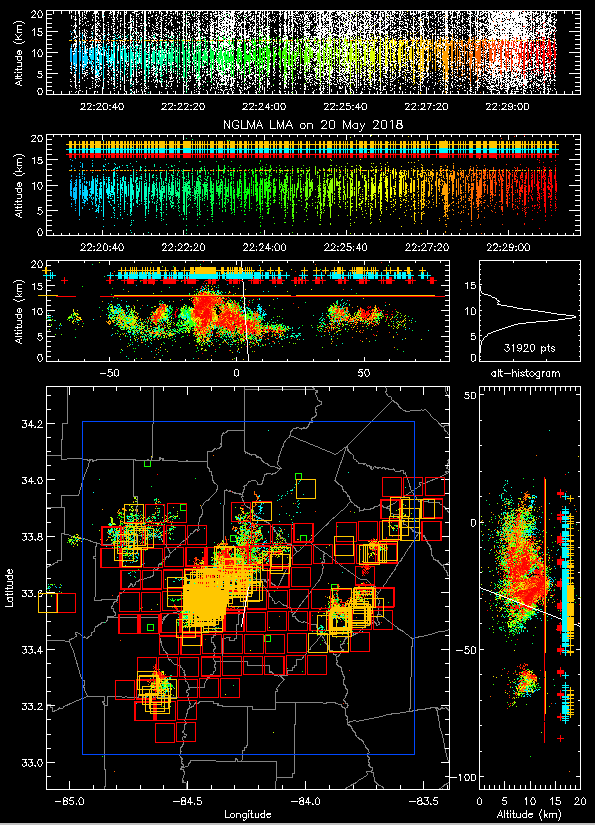 20
15
10
5
0
Altitude (Km)
22:20:40 22:22:20 22:24:00 22:25:40 22:27:20 22:29:00
NGLMA LMA on 20 May 2018
20
15
10
5
0
Altitude (km)
22:20:40 22:22:20 22:24:00 22:25:40 22:27:20 22:29:00
20
15
10
5
0
Altitude (km)
-50 0 50
15
10
5
0
31920 pts
alt-histogram
34.2
34.0
33.8
33.6
33.4
33.2
33.0
Latitude
-85.0 -84.5 -84.0 -83.5
Longitude
50
0
-50
-100
0 5 10 15 20
Altitude (km)